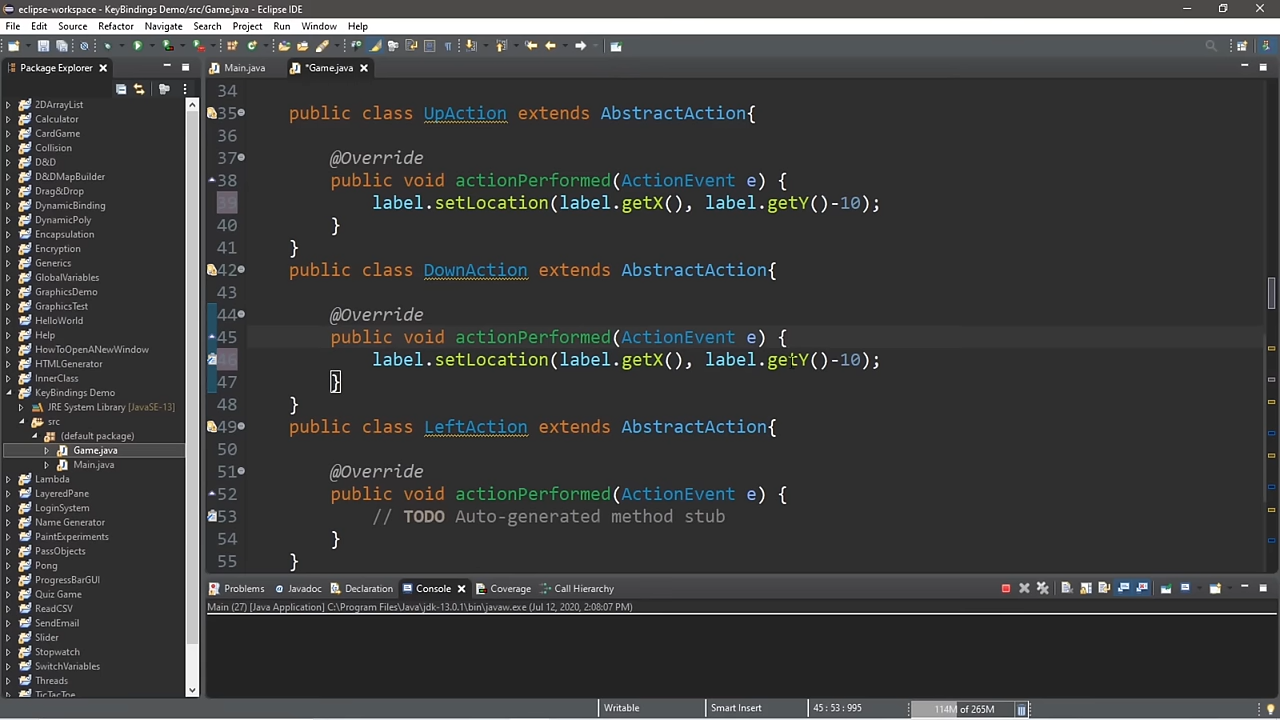 eclipse-workspace - KeyBindings Demo/src/Game.java - Eclipse IDE
File Edit Source Refactor Navigate Search Project Run Window Help
Package Explorer
Main.java *Game.java
2DArrayList
Calculator
CardGame
Collision
D&D
D&DMapBuilder
Drag&Drop
DynamicBinding
DynamicPoly
Encapsulation
Encryption
Generics
GlobalVariables
GraphicsDemo
GraphicsTest
HelloWorld
Help
HowToOpenANewWindow
HTMLGenerator
InnerClass
KeyBindings Demo
JRE System Library [JavaSE-13]
src
(default package)
Game.java
Main.java
Lambda
LayeredPane
LoginSystem
Name Generator
PaintExperiments
PassObjects
Pong
ProgressBarGUI
Quiz Game
ReadCSV
SendEmail
Slider
Stopwatch
SwitchVariables
Threads
TicTacToe
34
35 public class UpAction extends AbstractAction{
36
37 @Override
38 public void actionPerformed(ActionEvent e) {
39 label.setLocation(label.getX(), label.getY()-10);
40 }
41 }
42 public class DownAction extends AbstractAction{
43
44 @Override
45 public void actionPerformed(ActionEvent e) {
46 label.setLocation(label.getX(), label.getY()-10);
47 }
48 }
49 public class LeftAction extends AbstractAction{
50
51 @Override
52 public void actionPerformed(ActionEvent e) {
53 // TODO Auto-generated method stub
54 }
55 }
Problems Javadoc Declaration Console Coverage Call Hierarchy
Main (27) [Java Application] C:\Program Files\Java\jdk-13.0.1\bin\javaw.exe (Jul 12, 2020, 2:08:07 PM)
Writable Smart Insert 45 : 53 : 995 114M of 265M